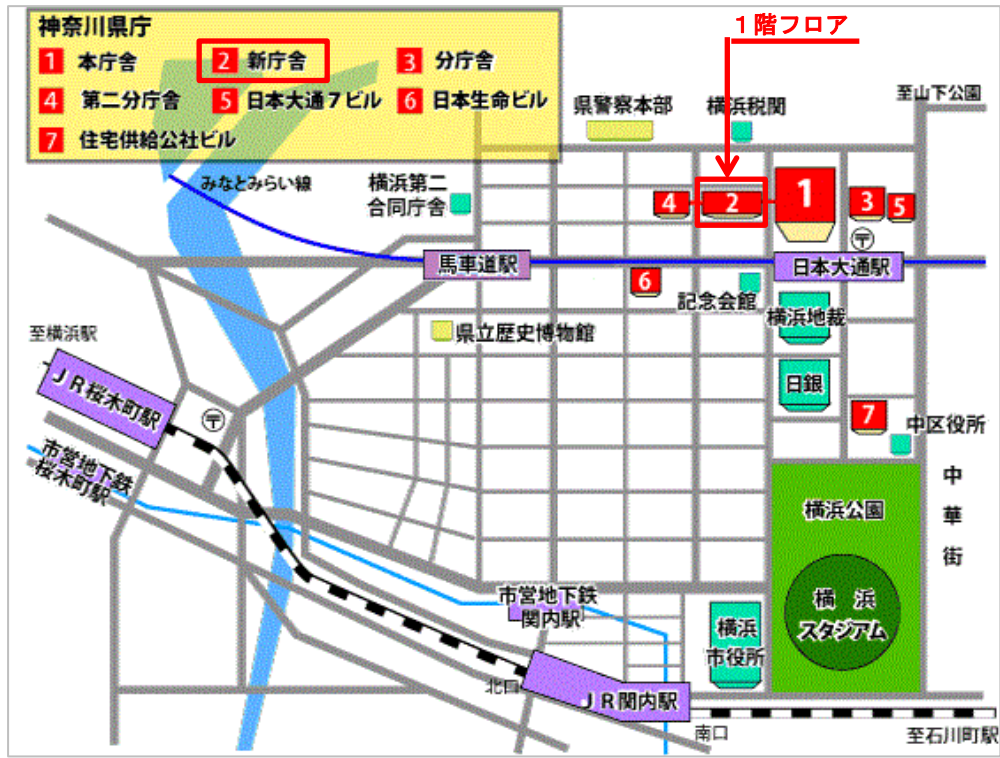 神奈川県庁
1 本庁舎
2 新庁舎
3 分庁舎
4 第二分庁舎
5 日本大通7ビル
6 日本生命ビル
7 住宅供給公社ビル
1階フロア
至山下公園
県警察本部
横浜税関
みなとみらい線
横浜第二
合同庁舎
4
2
1
3
5
〒
馬車道駅
日本大通駅
6
記念会館
横浜地裁
県立歴史博物館
至横浜駅
JR桜木町駅
〒
日銀
7
中区役所
市営地下鉄
桜木町駅
中華街
横浜公園
横浜
スタジアム
市営地下鉄
関内駅
横浜
市役所
北口
JR関内駅
南口
至石川町駅